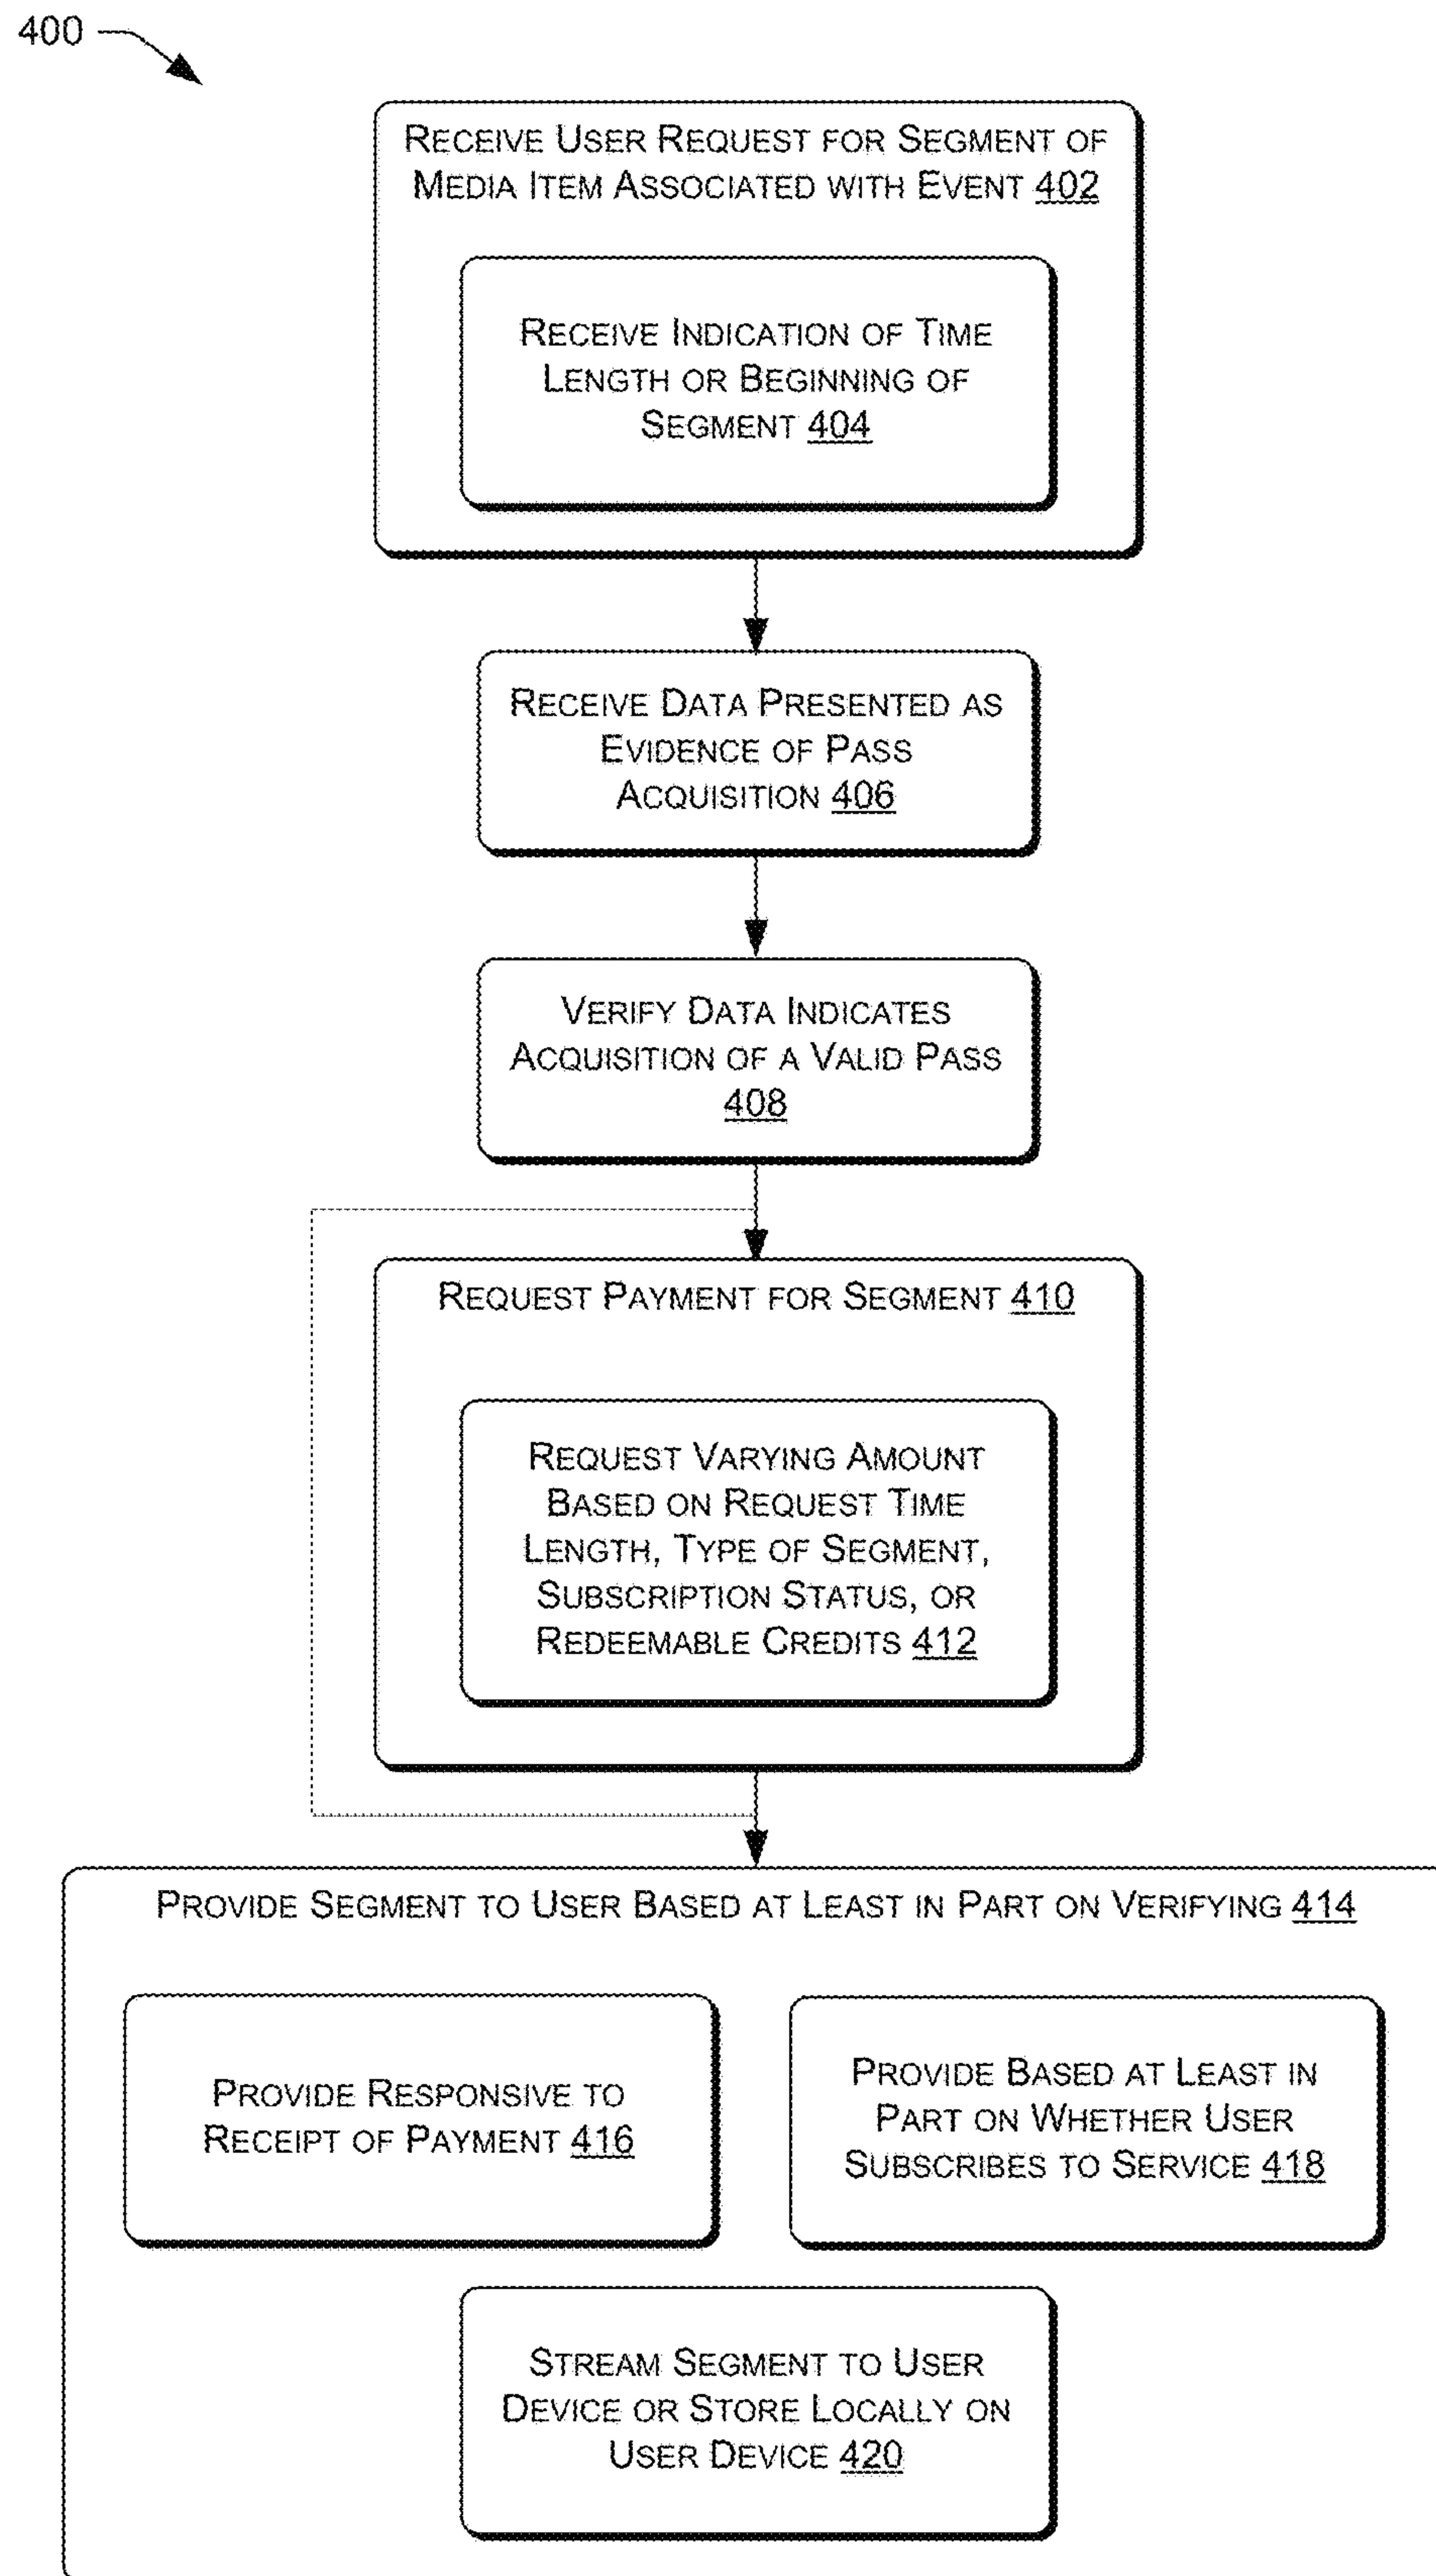 400
RECEIVE USER REQUEST FOR SEGMENT OF
MEDIA ITEM ASSOCIATED WITH EVENT 402
RECEIVE INDICATION OF TIME
LENGTH OR BEGINNING OF
SEGMENT 404
RECEIVE DATA PRESENTED AS
EVIDENCE OF PASS
ACQUISITION 406
VERIFY DATA INDICATES
ACQUISITION OF A VALID PASS
408
REQUEST PAYMENT FOR SEGMENT 410
REQUEST VARYING AMOUNT
BASED ON REQUEST TIME
LENGTH, TYPE OF SEGMENT,
SUBSCRIPTION STATUS, OR
REDEEMABLE CREDITS 412
PROVIDE SEGMENT TO USER BASED AT LEAST IN PART ON VERIFYING 414
PROVIDE RESPONSIVE TO
RECEIPT OF PAYMENT 416
PROVIDE BASED AT LEAST IN
PART ON WHETHER USER
SUBSCRIBES TO SERVICE 418
STREAM SEGMENT TO USER
DEVICE OR STORE LOCALLY ON
USER DEVICE 420